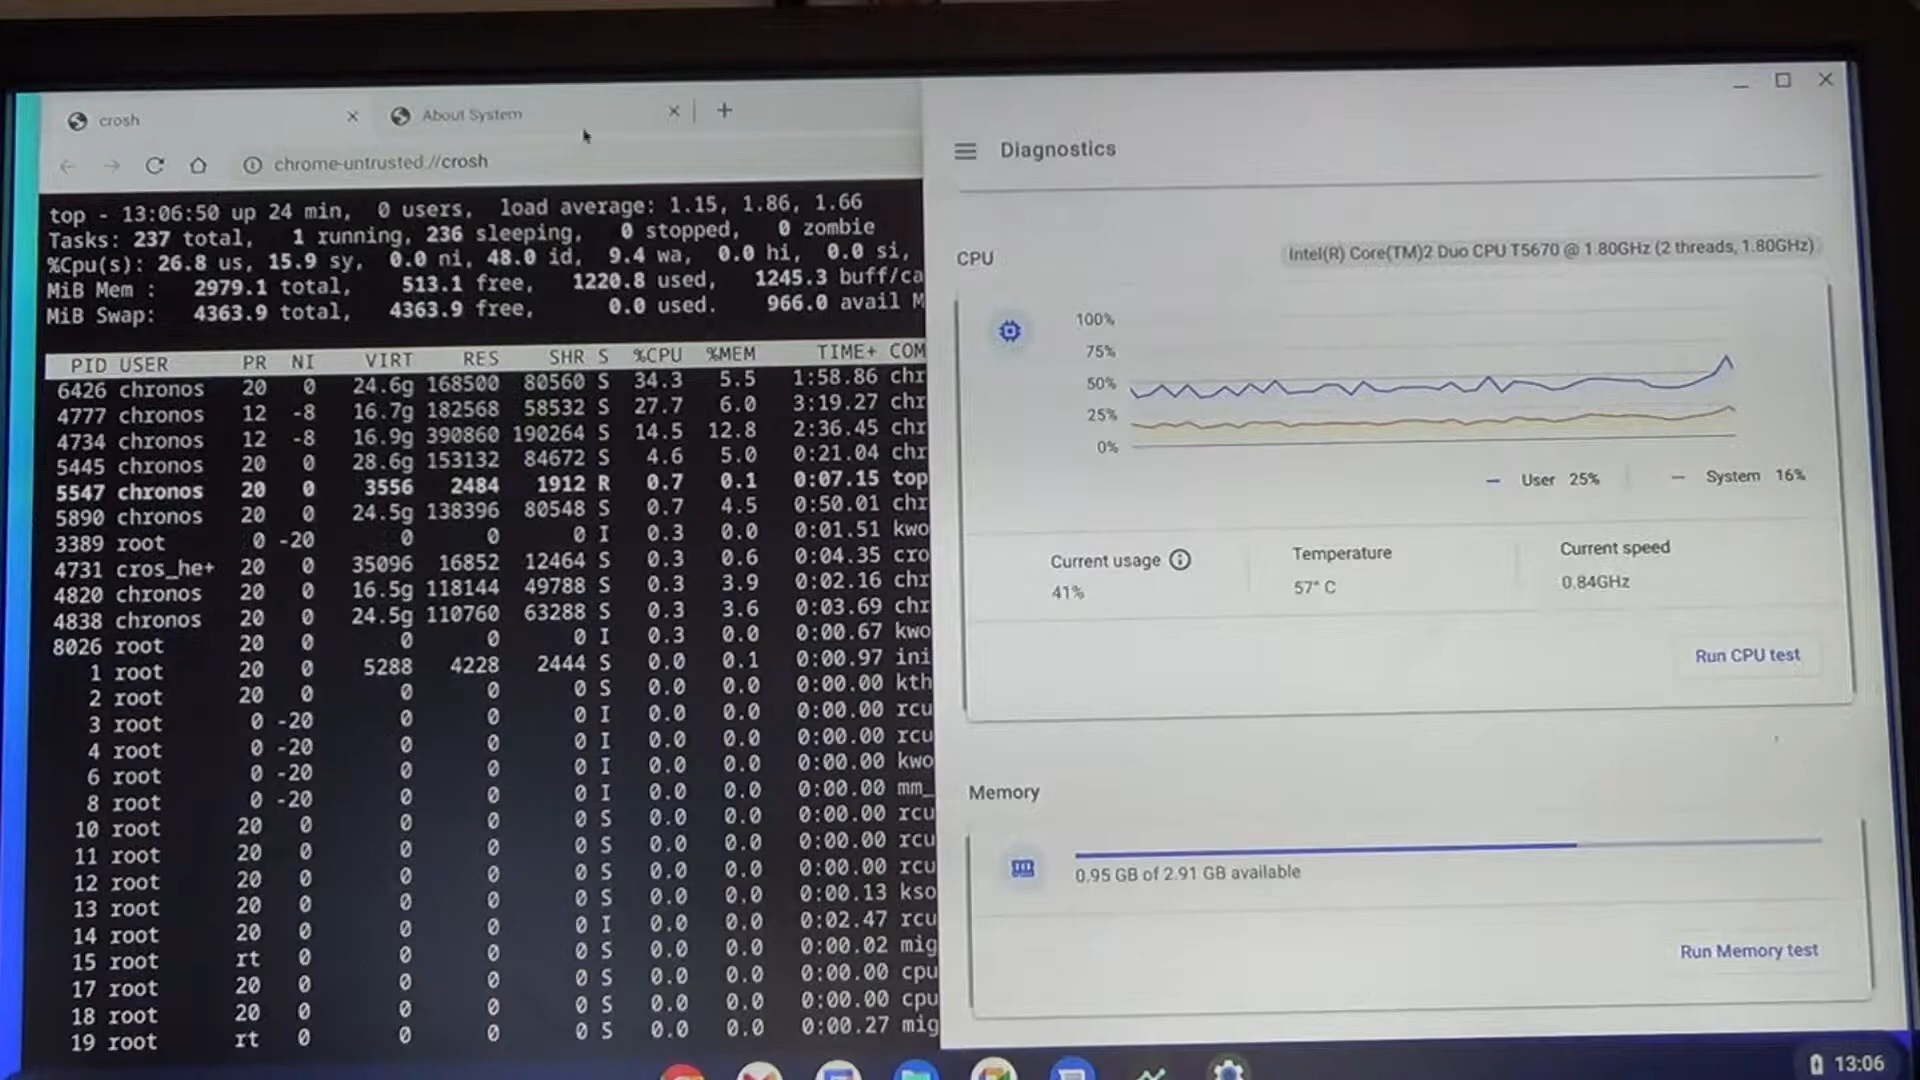 crosh
About System
chrome-untrusted://crosh
top - 13:06:50 up 24 min, 0 users, load average: 1.15, 1.86, 1.66
Tasks: 237 total, 1 running, 236 sleeping, 0 stopped, 0 zombie
%Cpu(s): 26.8 us, 15.9 sy, 0.0 ni, 48.0 id, 9.4 wa, 0.0 hi, 0.0 si,
MiB Mem : 2979.1 total, 513.1 free, 1220.8 used, 1245.3 buff/ca
MiB Swap: 4363.9 total, 4363.9 free, 0.0 used. 966.0 avail M
PID USER PR NI VIRT RES SHR S %CPU %MEM TIME+ COM
6426 chronos 20 0 24.6g 168500 80560 S 34.3 5.5 1:58.86 chr
4777 chronos 12 -8 16.7g 182568 58532 S 27.7 6.0 3:19.27 chr
4734 chronos 12 -8 16.9g 390860 190264 S 14.5 12.8 2:36.45 chr
5445 chronos 20 0 28.6g 153132 84672 S 4.6 5.0 0:21.04 chr
5547 chronos 20 0 3556 2484 1912 R 0.7 0.1 0:07.15 top
5890 chronos 20 0 24.5g 138396 80548 S 0.7 4.5 0:50.01 chr
3389 root 0 -20 0 0 0 I 0.3 0.0 0:01.51 kwo
4731 cros_he+ 20 0 35096 16852 12464 S 0.3 0.6 0:04.35 cro
4820 chronos 20 0 16.5g 118144 49788 S 0.3 3.9 0:02.16 chr
4838 chronos 20 0 24.5g 110760 63288 S 0.3 3.6 0:03.69 chr
8026 root 20 0 0 0 0 I 0.3 0.0 0:00.67 kwo
1 root 20 0 5288 4228 2444 S 0.0 0.1 0:00.97 ini
2 root 20 0 0 0 0 S 0.0 0.0 0:00.00 kth
3 root 0 -20 0 0 0 I 0.0 0.0 0:00.00 rcu
4 root 0 -20 0 0 0 I 0.0 0.0 0:00.00 rcu
6 root 0 -20 0 0 0 I 0.0 0.0 0:00.00 kwo
8 root 0 -20 0 0 0 I 0.0 0.0 0:00.00 mm_
10 root 20 0 0 0 0 S 0.0 0.0 0:00.00 rcu
11 root 20 0 0 0 0 S 0.0 0.0 0:00.00 rcu
12 root 20 0 0 0 0 S 0.0 0.0 0:00.00 rcu
13 root 20 0 0 0 0 S 0.0 0.0 0:00.13 kso
14 root 20 0 0 0 0 I 0.0 0.0 0:02.47 rcu
15 root rt 0 0 0 0 S 0.0 0.0 0:00.02 mig
17 root 20 0 0 0 0 S 0.0 0.0 0:00.00 cpu
18 root 20 0 0 0 0 S 0.0 0.0 0:00.00 cpu
19 root rt 0 0 0 0 S 0.0 0.0 0:00.27 mig
Diagnostics
CPU
Intel(R) Core(TM)2 Duo CPU T5670 @ 1.80GHz (2 threads, 1.80GHz)
100%
75%
50%
25%
0%
User 25%
System 16%
Current usage
41%
Temperature
57° C
Current speed
0.84GHz
Run CPU test
Memory
0.95 GB of 2.91 GB available
Run Memory test
13:06